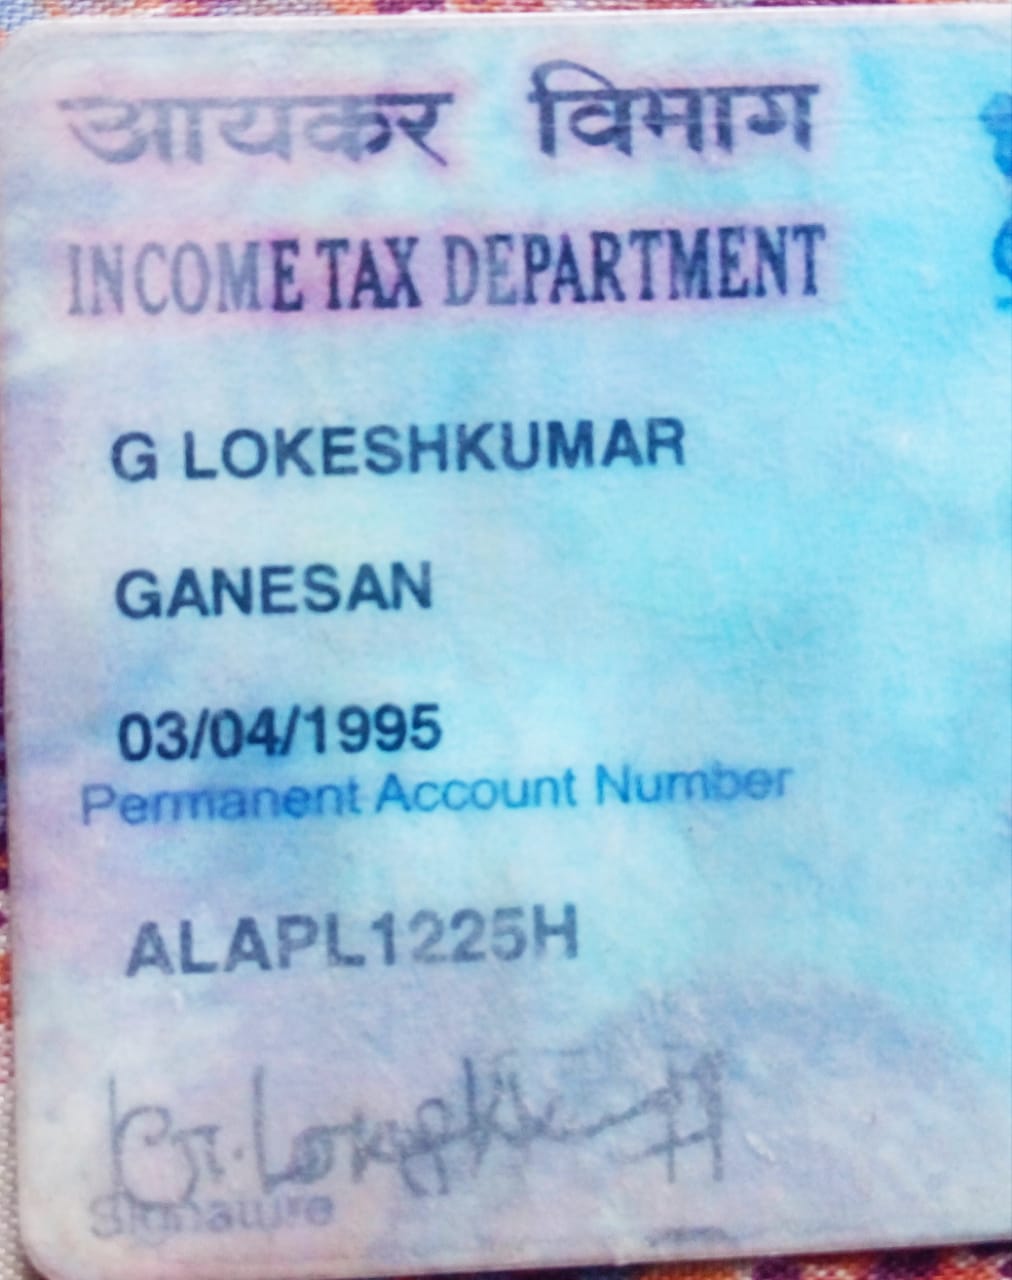 आयकर विभाग
INCOME TAX DEPARTMENT
G LOKESHKUMAR
GANESAN
03/04/1995
Permanent Account Number
ALAPL1225H
G.Lokeshkumar
Signature